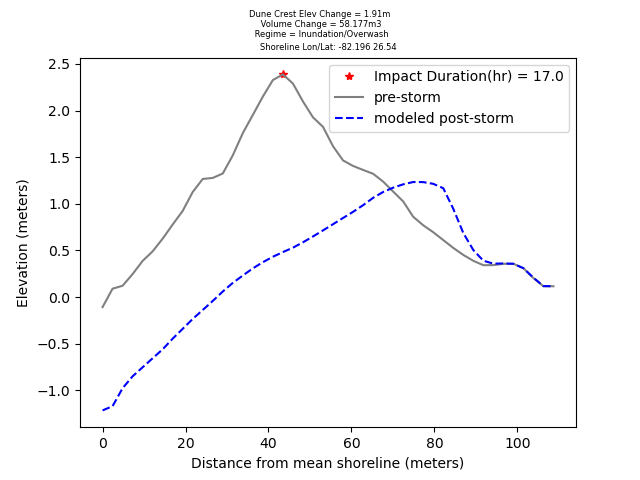 Dune Crest Elev Change = 1.91m
Volume Change = 58.177m3
Regime = Inundation/Overwash
Shoreline Lon/Lat: -82.196 26.54
Impact Duration(hr) = 17.0
pre-storm
modeled post-storm
2.5
2.0
1.5
1.0
0.5
0.0
−0.5
−1.0
Elevation (meters)
0 20 40 60 80 100
Distance from mean shoreline (meters)